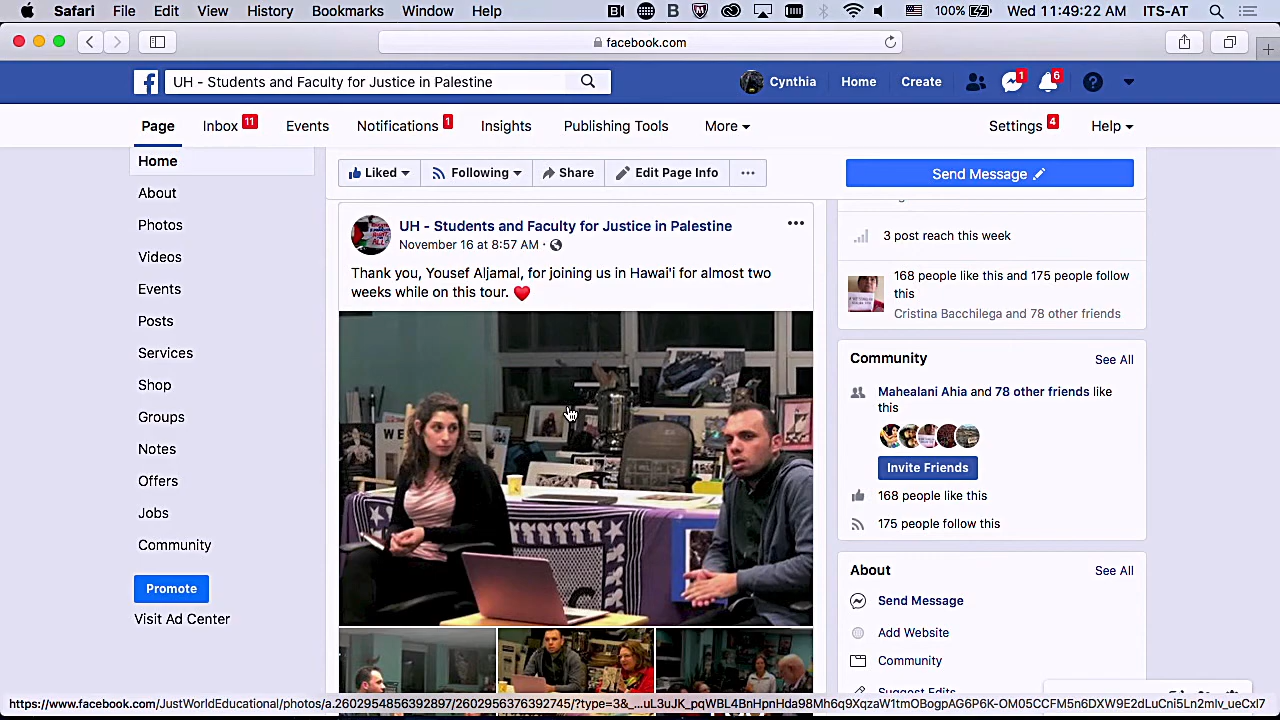 Safari File Edit View History Bookmarks Window Help 100% Wed 11:49:22 AM ITS-AT
facebook.com
UH - Students and Faculty for Justice in Palestine Cynthia Home Create 1 6
Page Inbox 11 Events Notifications 1 Insights Publishing Tools More Settings 4 Help
Home
About
Photos
Videos
Events
Posts
Services
Shop
Groups
Notes
Offers
Jobs
Community
Promote
Visit Ad Center
Liked Following Share Edit Page Info ... Send Message
UH - Students and Faculty for Justice in Palestine
November 16 at 8:57 AM ·
Thank you, Yousef Aljamal, for joining us in Hawai'i for almost two
weeks while on this tour. ❤️
WE
3 post reach this week
168 people like this and 175 people follow
this
Cristina Bacchilega and 78 other friends
Community See All
Mahealani Ahia and 78 other friends like
this
Invite Friends
168 people like this
175 people follow this
About See All
Send Message
Add Website
Community
Suggest Edits